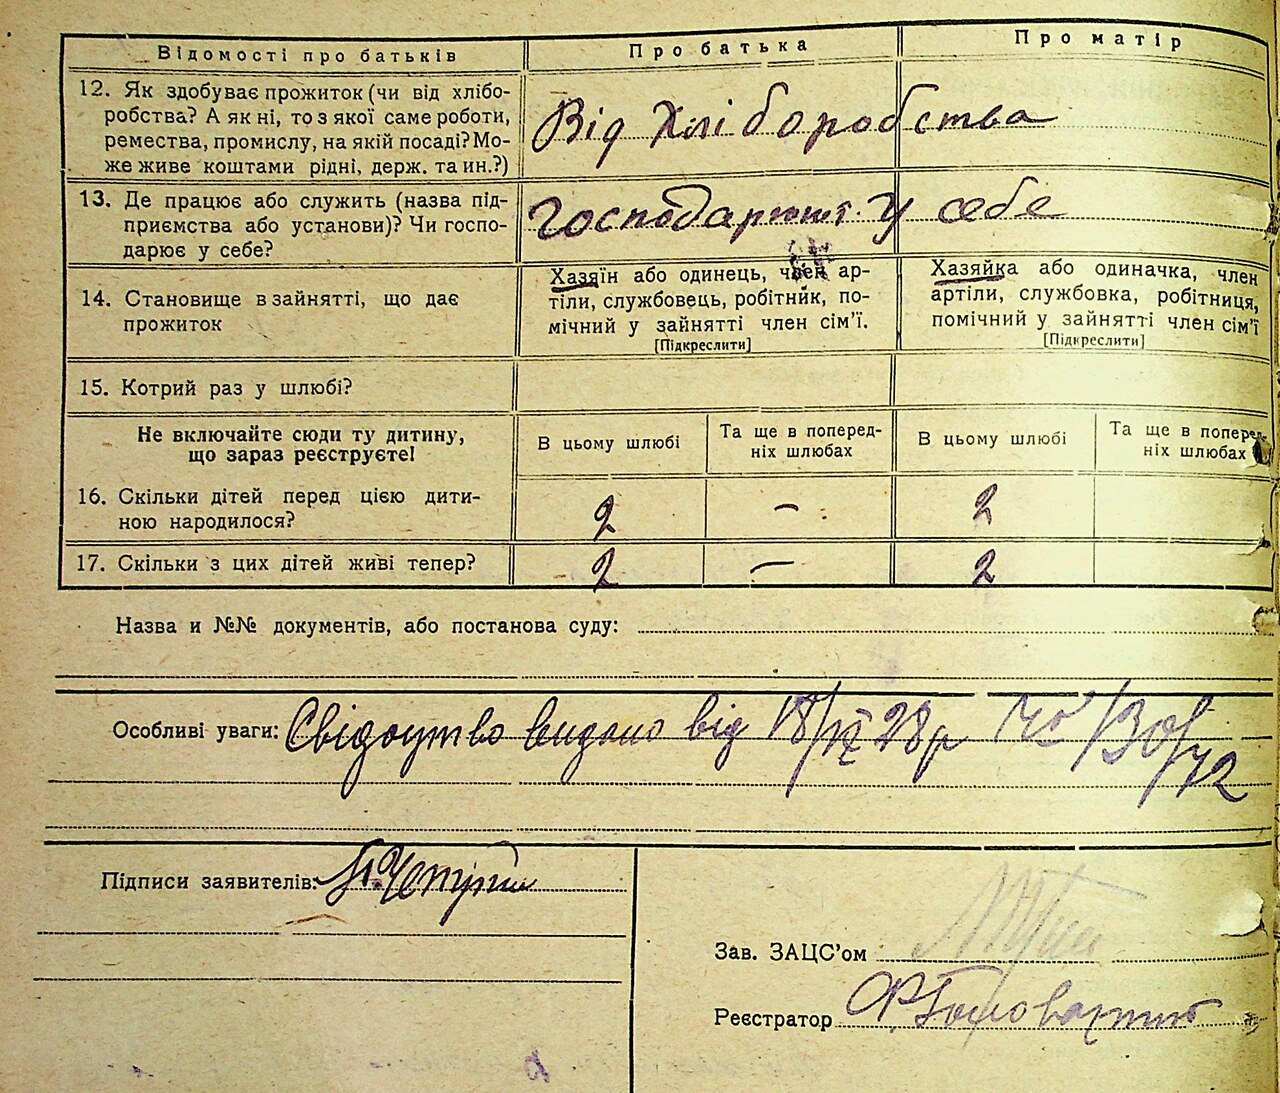 Відомості про батьків
Про батька
Про матір
12. Як здобуває прожиток (чи від хлібо-
робства? А як ні, то з якої саме роботи,
ремества, промислу, на якій посаді? Мо-
же живе коштами рідні, держ. та ин.?)
Від Хліборобства
13. Де працює або служить (назва під-
приємства або установи)? Чи госпо-
дарює у себе?
у себе
14. Становище в зайнятті, що дає
прожиток
Хазяїн або одинець, член ар-
тіли, службовець, робітник, по-
мічний у зайнятті член сім'ї.
[Підкреслити]
Хазяйка або одиначка, член
артіли, службовка, робітниця,
помічний у зайнятті член сім'ї
[Підкреслити]
15. Котрий раз у шлюбі?
Не включайте сюди ту дитину,
що зараз реєструєте!
В цьому шлюбі
Та ще в поперед-
ніх шлюбах
В цьому шлюбі
Та ще в поперед-
ніх шлюбах
16. Скільки дітей перед цією дити-
ною народилося?
2 – 2
17. Скільки з цих дітей живі тепер?
2 – 2
Назва и №№ документів, або постанова суду:
Особливі уваги: Свідоцтво видано від 18/IX 28 р
Підписи заявителів:
Зав. ЗАЦС'ом
Реєстратор